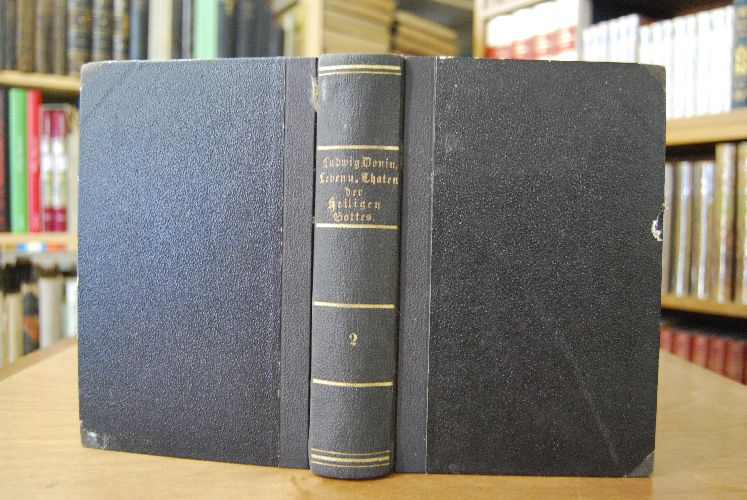 Ludwig Donin,
Leben u. Thaten
der
Heiligen
Gottes.
2